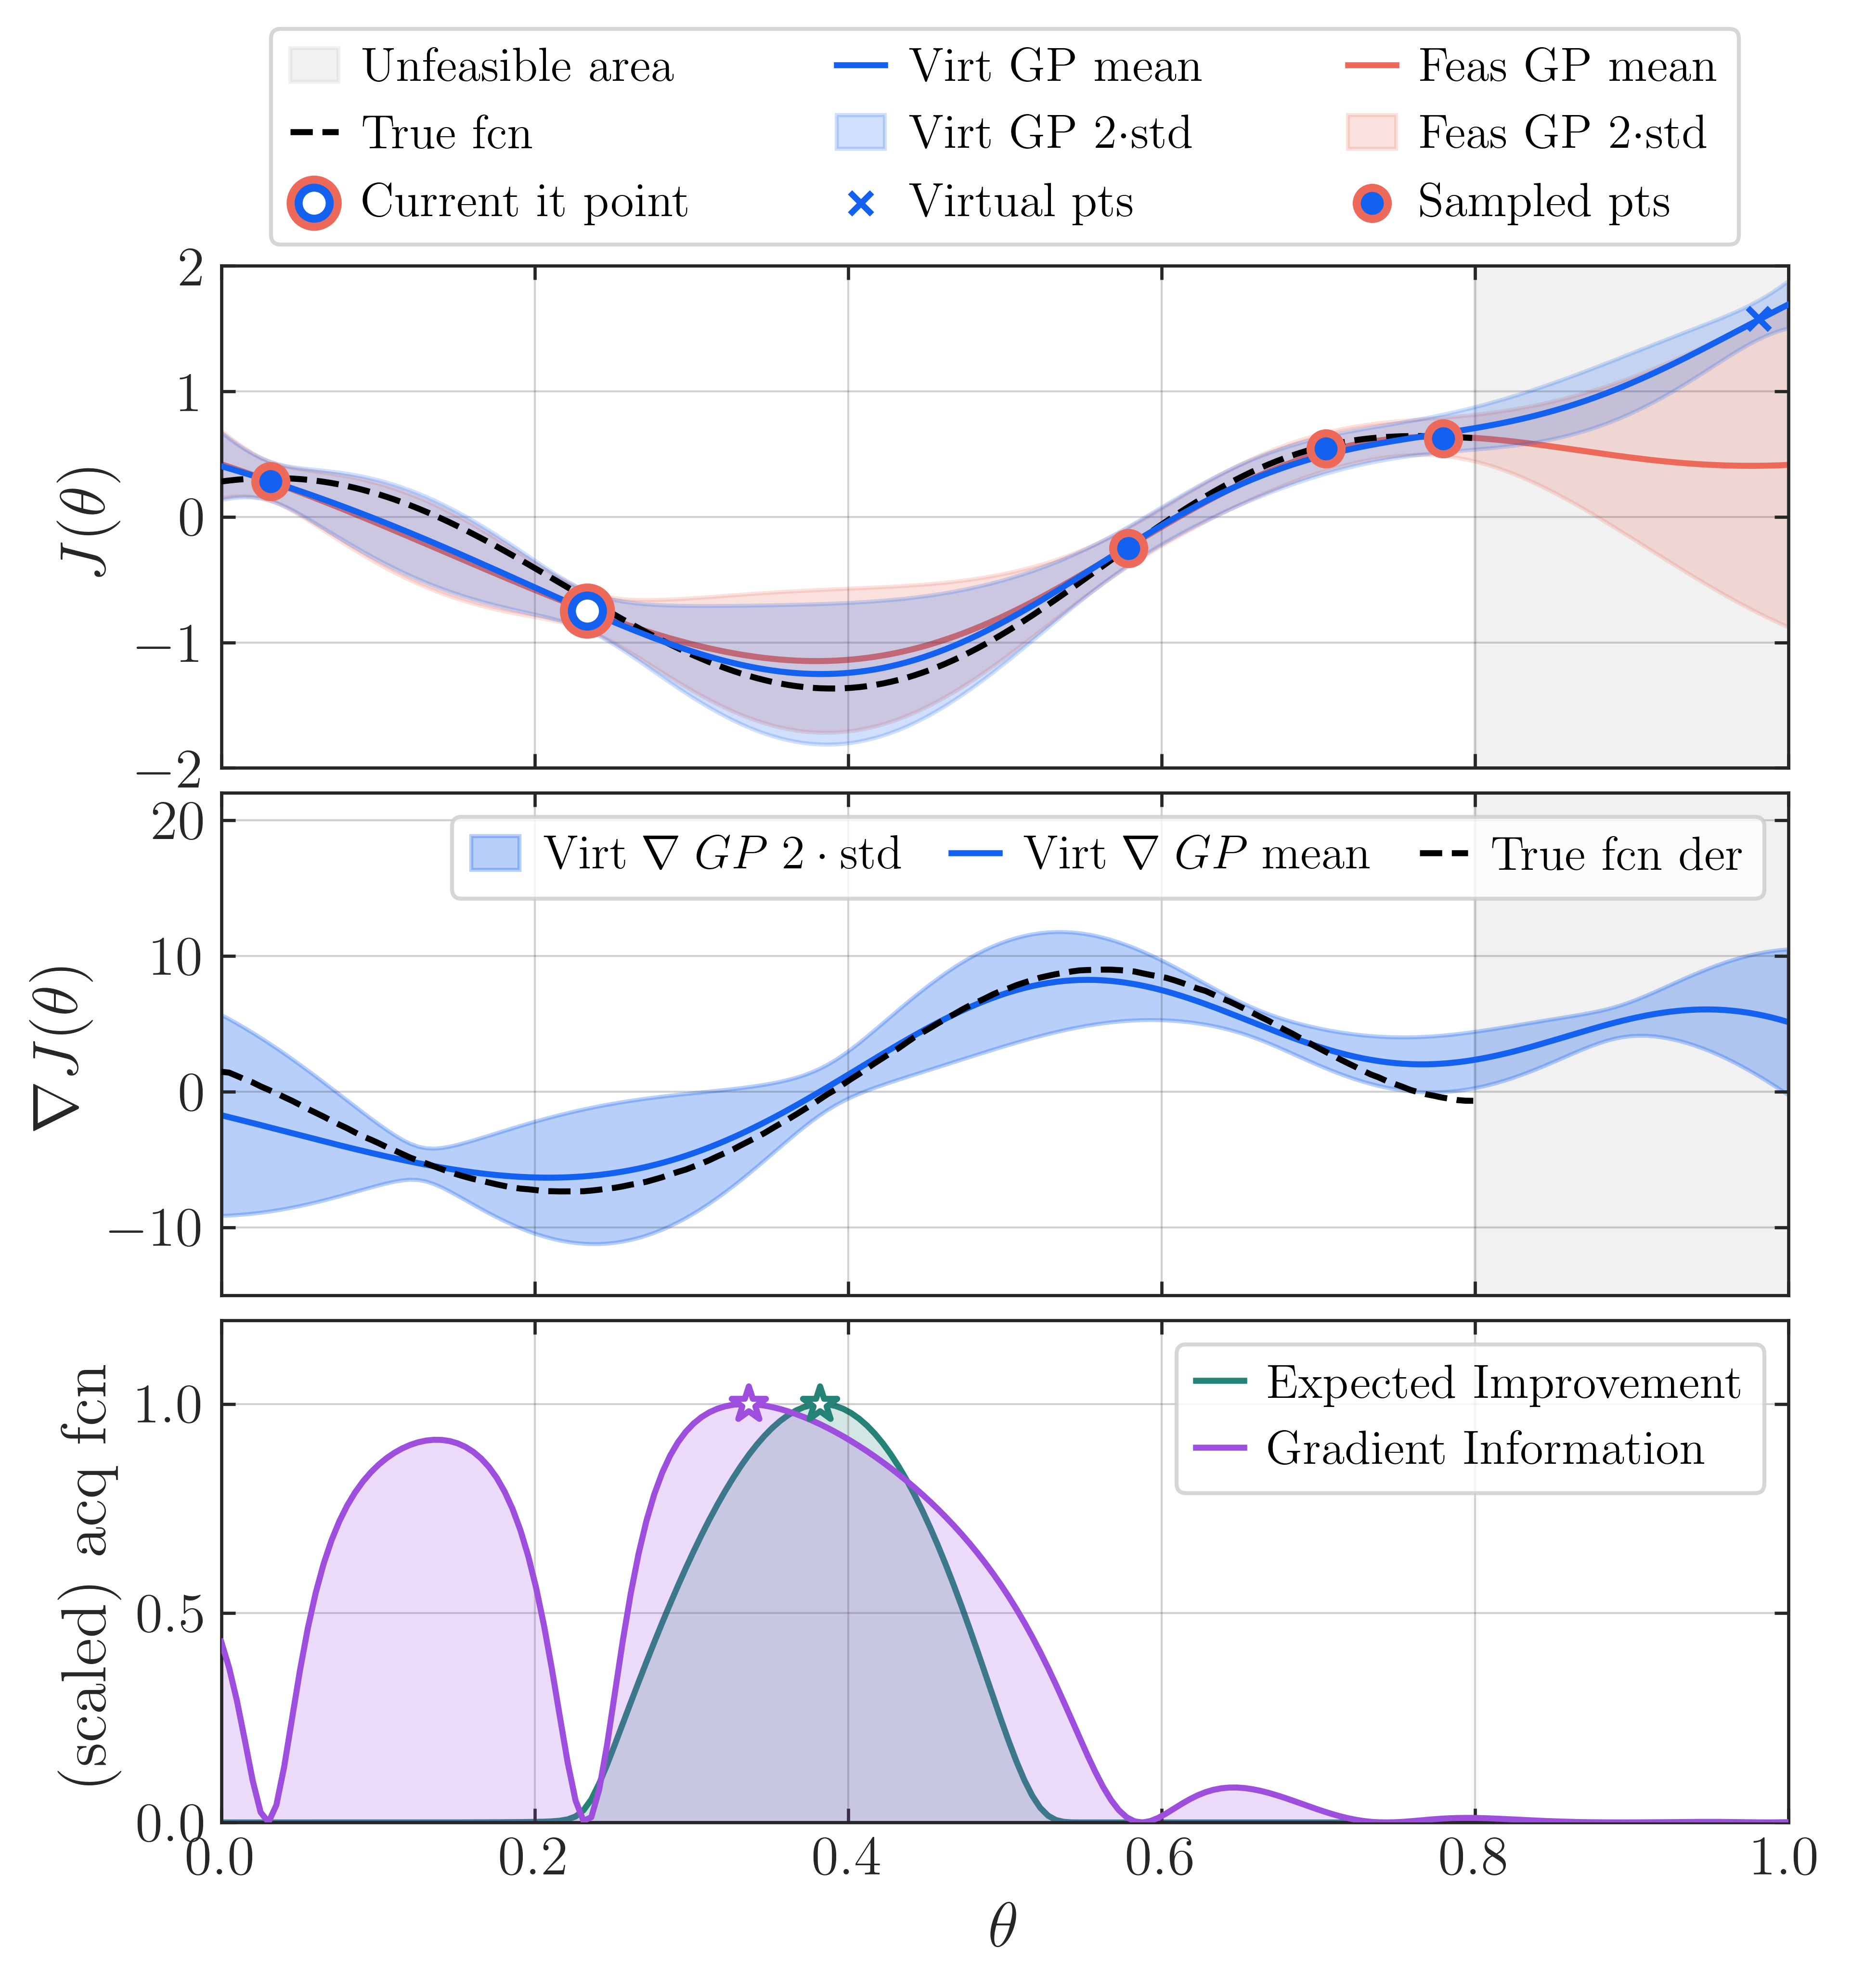 Unfeasible area
True fcn
Current it point
Virt GP mean
Virt GP 2·std
Virtual pts
Feas GP mean
Feas GP 2·std
Sampled pts
2
1
0
−1
−2
J(θ)
Virt ∇ GP 2 · std
Virt ∇ GP mean
True fcn der
20
10
0
−10
∇J(θ)
Expected Improvement
Gradient Information
1.0
0.5
0.0
(scaled) acq fcn
0.0 0.2 0.4 0.6 0.8 1.0
θ